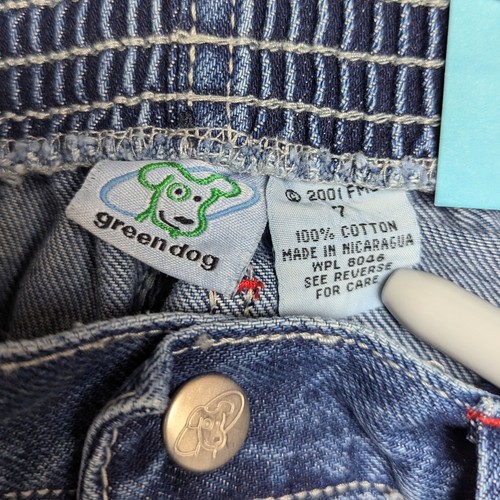 greendog
© 2001 FM
7
100% COTTON
MADE IN NICARAGUA
WPL 8046
SEE REVERSE
FOR CARE